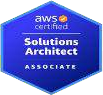 aws
certified
Solutions
Architect
ASSOCIATE